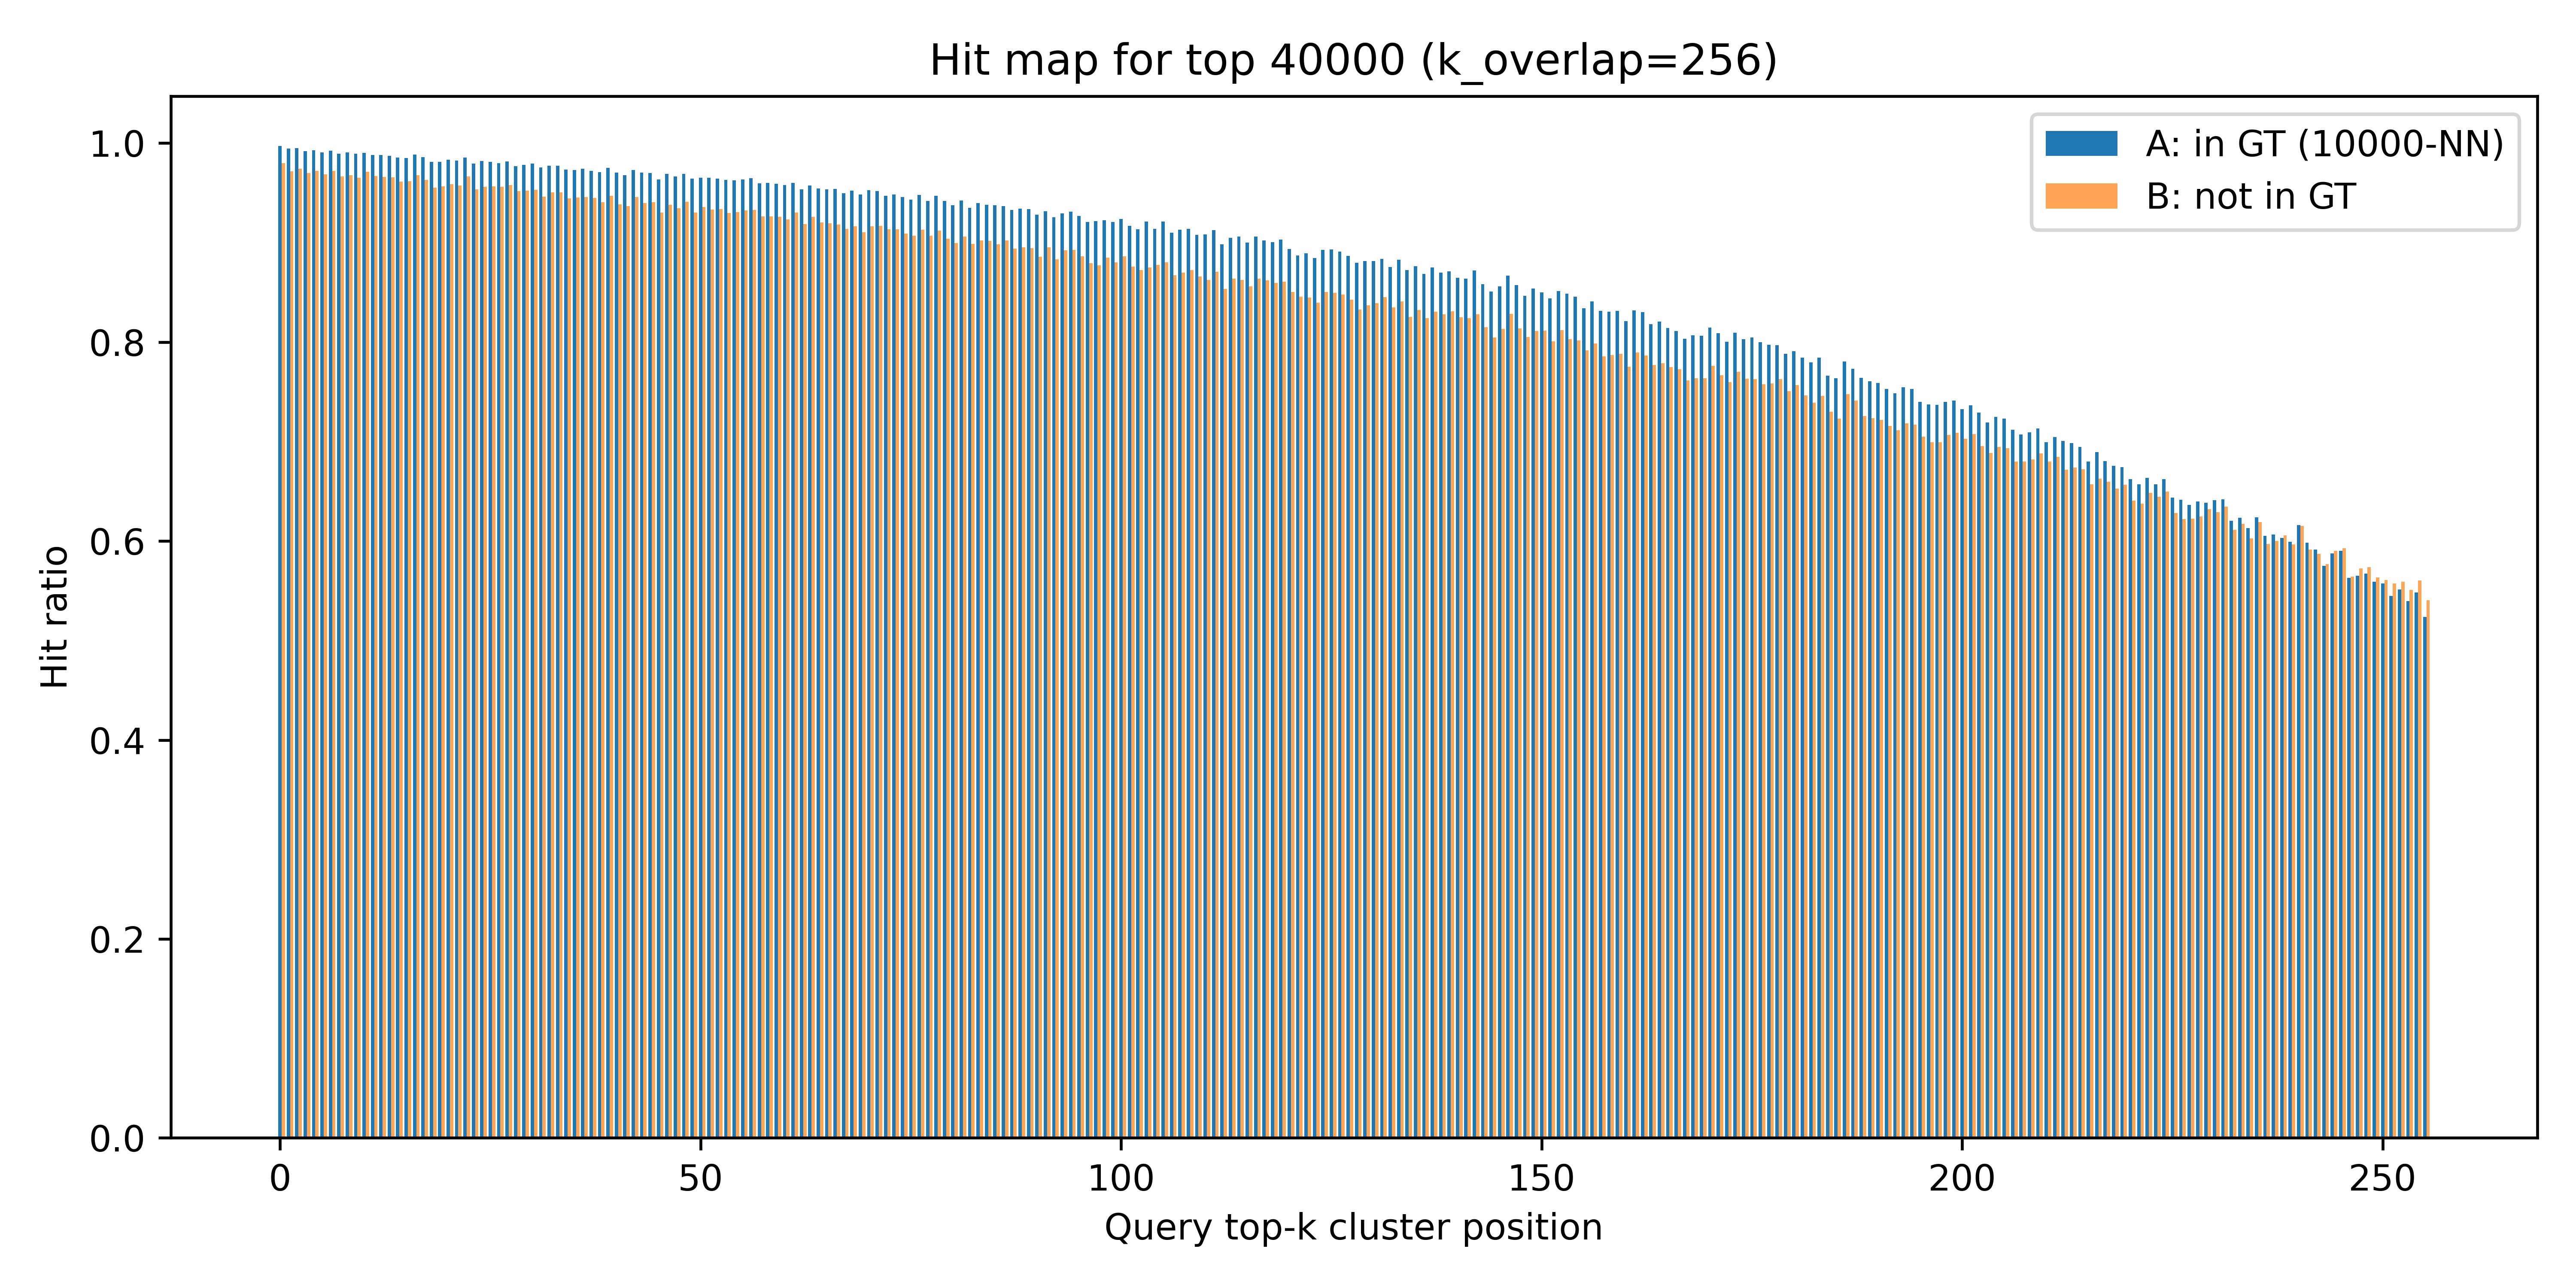 Hit map for top 40000 (k_overlap=256)
A: in GT (10000-NN)
B: not in GT
Hit ratio
1.0
0.8
0.6
0.4
0.2
0.0
0 50 100 150 200 250
Query top-k cluster position